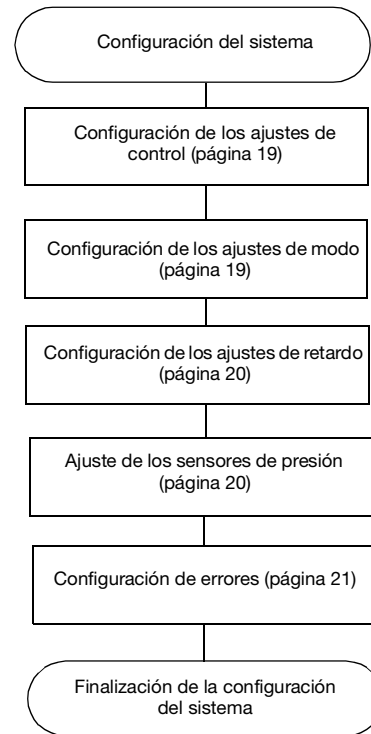 Configuración del sistema
Configuración de los ajustes de
control (página 19)
Configuración de los ajustes de modo
(página 19)
Configuración de los ajustes de retardo
(página 20)
Ajuste de los sensores de presión
(página 20)
Configuración de errores (página 21)
Finalización de la configuración
del sistema